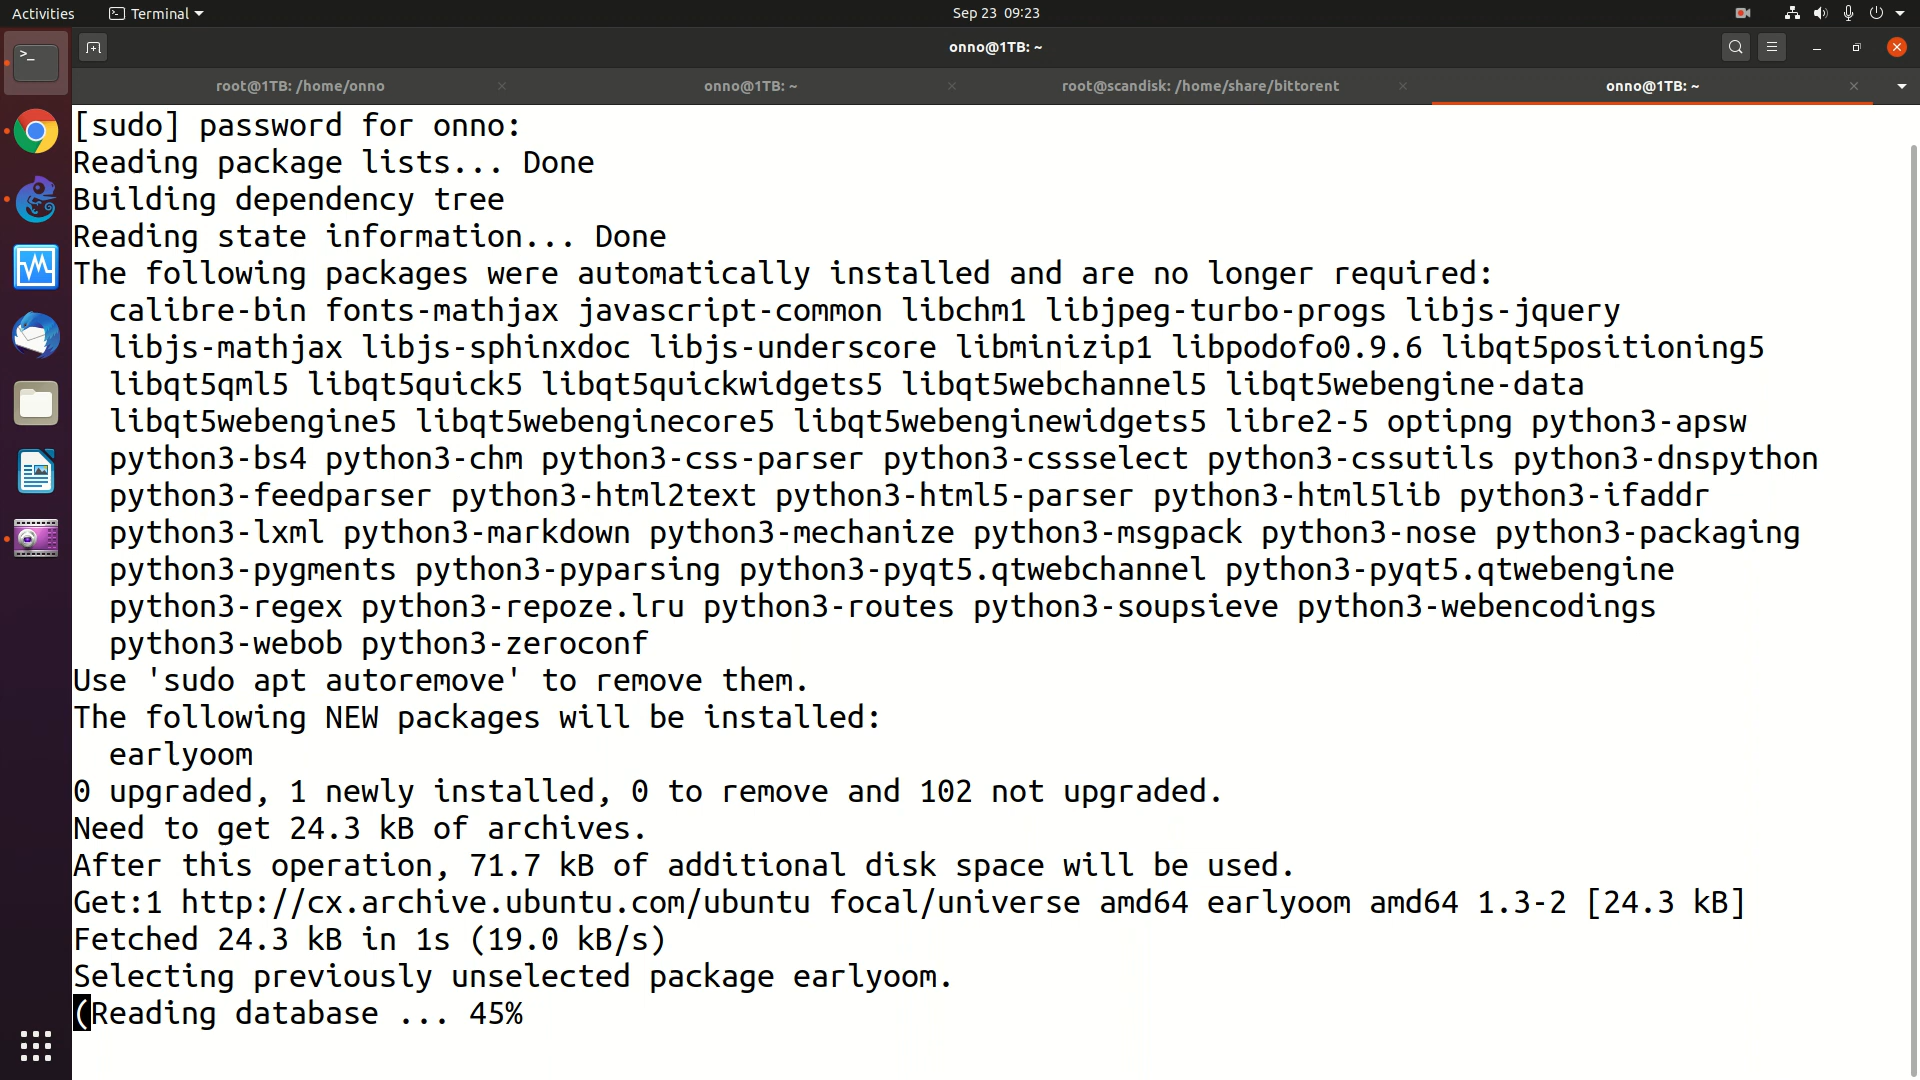 Activities
Terminal
Sep 23 09:23
onno@1TB: ~
root@1TB: /home/onno
onno@1TB: ~
root@scandisk: /home/share/bittorent
onno@1TB: ~
[sudo] password for onno:
Reading package lists... Done
Building dependency tree
Reading state information... Done
The following packages were automatically installed and are no longer required:
calibre-bin fonts-mathjax javascript-common libchm1 libjpeg-turbo-progs libjs-jquery
libjs-mathjax libjs-sphinxdoc libjs-underscore libminizip1 libpodofo0.9.6 libqt5positioning5
libqt5qml5 libqt5quick5 libqt5quickwidgets5 libqt5webchannel5 libqt5webengine-data
libqt5webengine5 libqt5webenginecore5 libqt5webenginewidgets5 libre2-5 optipng python3-apsw
python3-bs4 python3-chm python3-css-parser python3-cssselect python3-cssutils python3-dnspython
python3-feedparser python3-html2text python3-html5-parser python3-html5lib python3-ifaddr
python3-lxml python3-markdown python3-mechanize python3-msgpack python3-nose python3-packaging
python3-pygments python3-pyparsing python3-pyqt5.qtwebchannel python3-pyqt5.qtwebengine
python3-regex python3-repoze.lru python3-routes python3-soupsieve python3-webencodings
python3-webob python3-zeroconf
Use 'sudo apt autoremove' to remove them.
The following NEW packages will be installed:
earlyoom
0 upgraded, 1 newly installed, 0 to remove and 102 not upgraded.
Need to get 24.3 kB of archives.
After this operation, 71.7 kB of additional disk space will be used.
Get:1 http://cx.archive.ubuntu.com/ubuntu focal/universe amd64 earlyoom amd64 1.3-2 [24.3 kB]
Fetched 24.3 kB in 1s (19.0 kB/s)
Selecting previously unselected package earlyoom.
(Reading database ... 45%